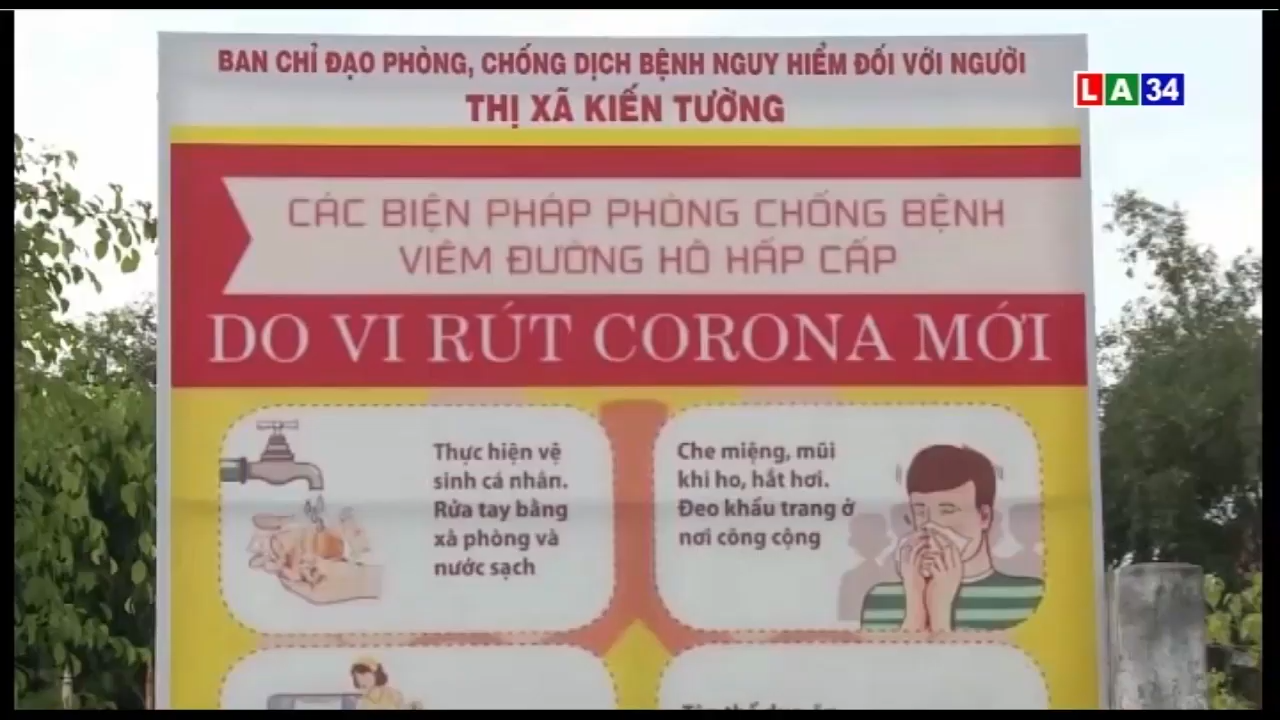 BAN CHỈ ĐẠO PHÒNG, CHỐNG DỊCH BỆNH NGUY HIỂM ĐỐI VỚI NGƯỜI
THỊ XÃ KIẾN TƯỜNG
LA34
CÁC BIỆN PHÁP PHÒNG CHỐNG BỆNH
VIÊM ĐƯỜNG HÔ HẤP CẤP
DO VI RÚT CORONA MỚI
Thực hiện vệ
sinh cá nhân.
Rửa tay bằng
xà phòng và
nước sạch
Che miệng, mũi
khi ho, hắt hơi.
Đeo khẩu trang ở
nơi công cộng